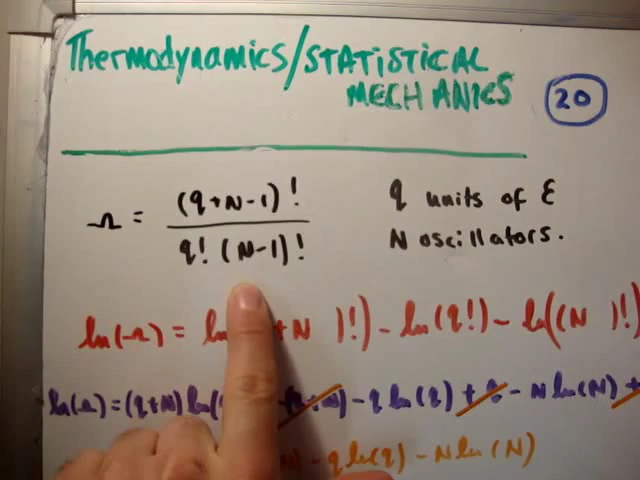 Thermodynamics/STATISTICAL
MECHANICS
20
Ω = (q+N-1)! / q! (N-1)!
q units of ε
N oscillators.
ln(Ω) = ln +N )!) - ln(q!) - ln((N )!)
ln(Ω) = (q+N) ln( - q ln(q) + q - N ln(N) +
- q ln(q) - N ln(N)